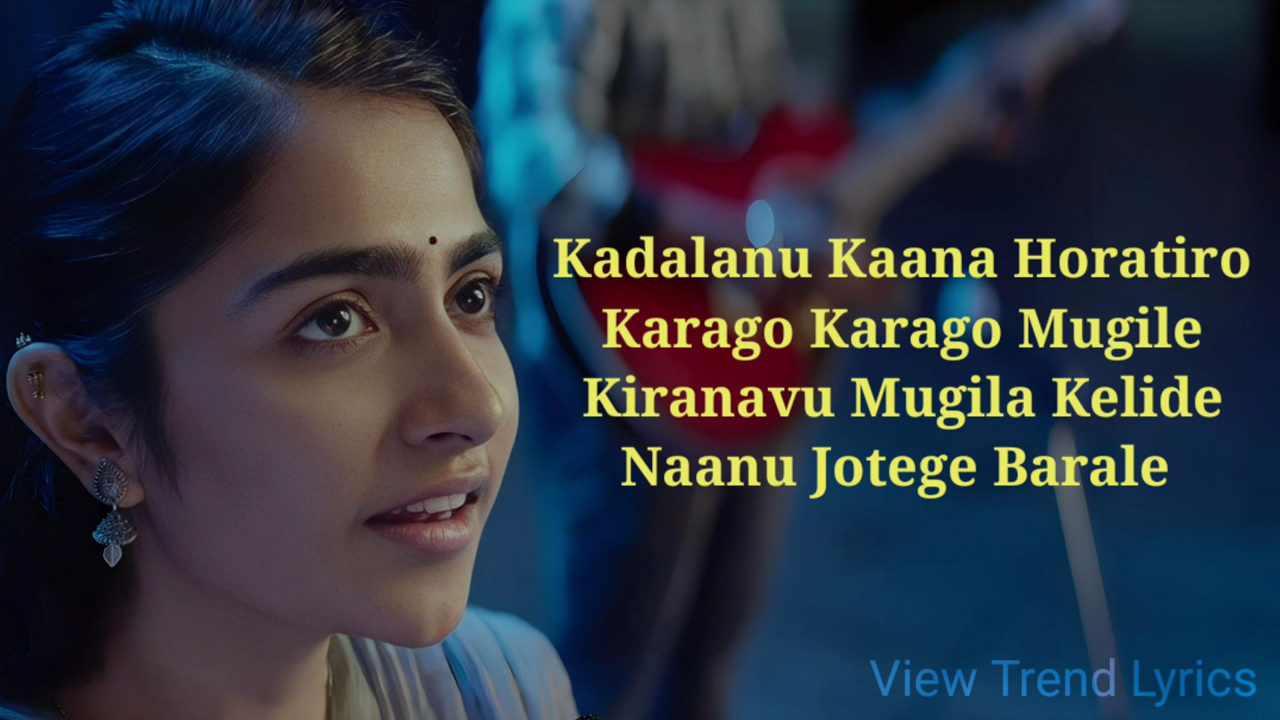 Kadalanu Kaana Horatiro
Karago Karago Mugile
Kiranavu Mugila Kelide
Naanu Jotege Barale
View Trend Lyrics